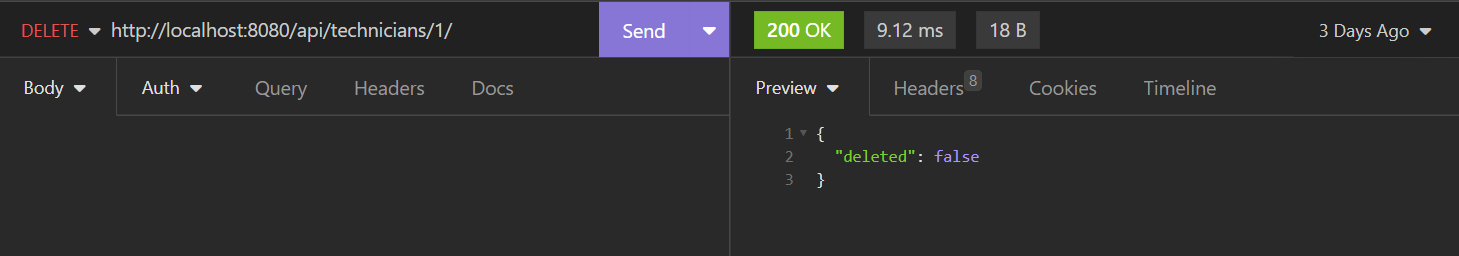 DELETE http://localhost:8080/api/technicians/1/ Send 200 OK 9.12 ms 18 B 3 Days Ago
Body Auth Query Headers Docs Preview Headers 8 Cookies Timeline
1 {
2 "deleted": false
3 }